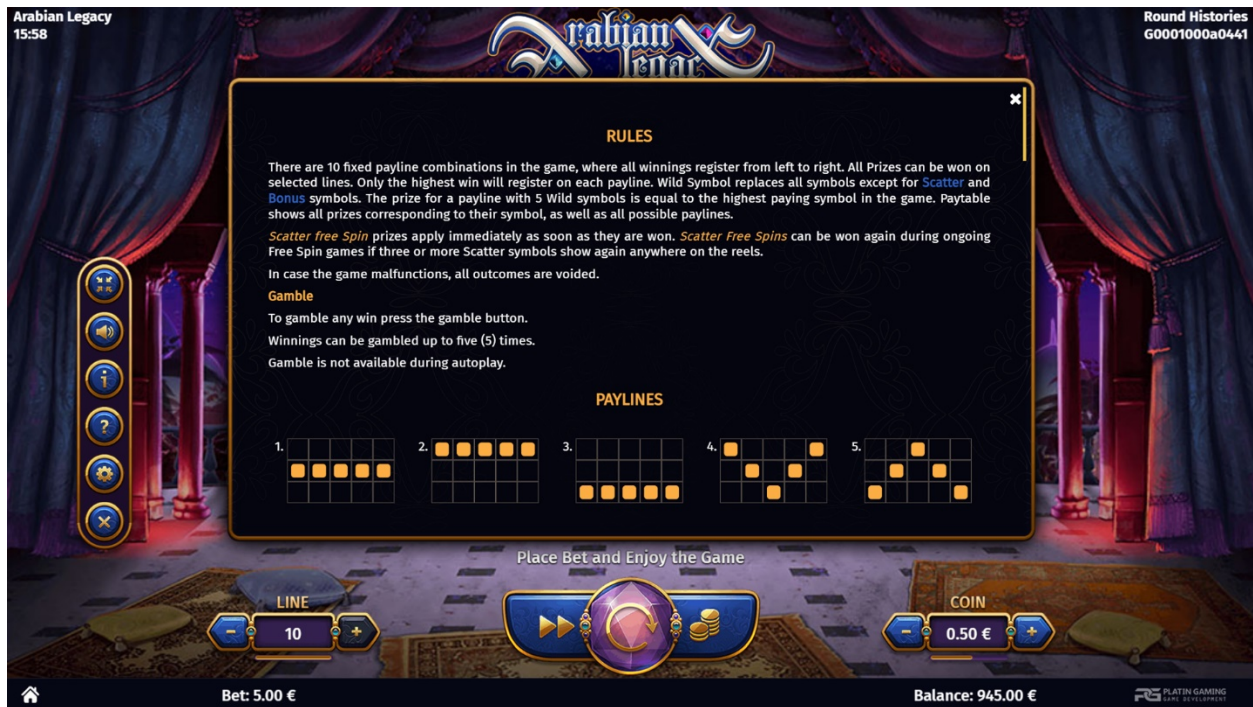 Arabian Legacy
15:58
Arabian Legacy
Round Histories
G0001000a0441
RULES
There are 10 fixed payline combinations in the game, where all winnings register from left to right. All Prizes can be won on
selected lines. Only the highest win will register on each payline. Wild Symbol replaces all symbols except for Scatter and
Bonus symbols. The prize for a payline with 5 Wild symbols is equal to the highest paying symbol in the game. Paytable
shows all prizes corresponding to their symbol, as well as all possible paylines.
Scatter free Spin prizes apply immediately as soon as they are won. Scatter Free Spins can be won again during ongoing
Free Spin games if three or more Scatter symbols show again anywhere on the reels.
In case the game malfunctions, all outcomes are voided.
Gamble
To gamble any win press the gamble button.
Winnings can be gambled up to five (5) times.
Gamble is not available during autoplay.
PAYLINES
1. 2. 3. 4. 5.
Place Bet and Enjoy the Game
LINE
- 10 +
COIN
- 0.50 € +
Bet: 5.00 €
Balance: 945.00 €
PG PLATIN GAMING
GAME DEVELOPMENT